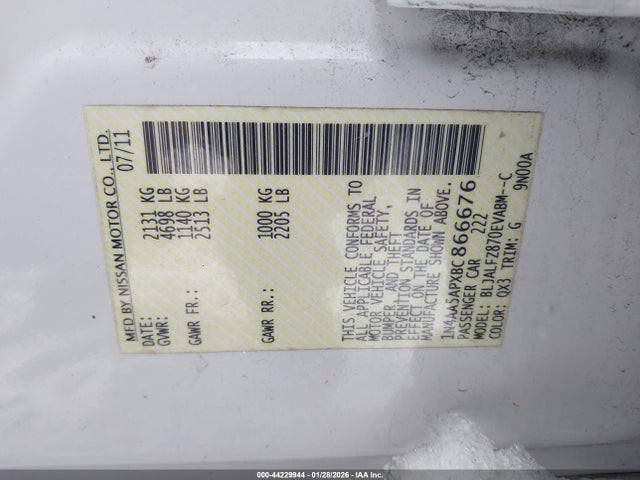 MFD BY NISSAN MOTOR CO., LTD.
DATE: 07/11
GVWR: 2131 KG
4698 LB
GAWR FR: 1140 KG
2513 LB
GAWR RR: 1000 KG
2205 LB
THIS VEHICLE CONFORMS TO
ALL APPLICABLE FEDERAL
MOTOR VEHICLE SAFETY,
BUMPER, AND THEFT
PREVENTION STANDARDS IN
EFFECT ON THE DATE OF
MANUFACTURE SHOWN ABOVE.
1N4AA5APXBC866676
PASSENGER CAR 222
MODEL: BLJALFZ870EVABM--C
COLOR: QX3 TRIM: G 9N00A
000-44229944 | 01/28/2026 - IAA Inc.